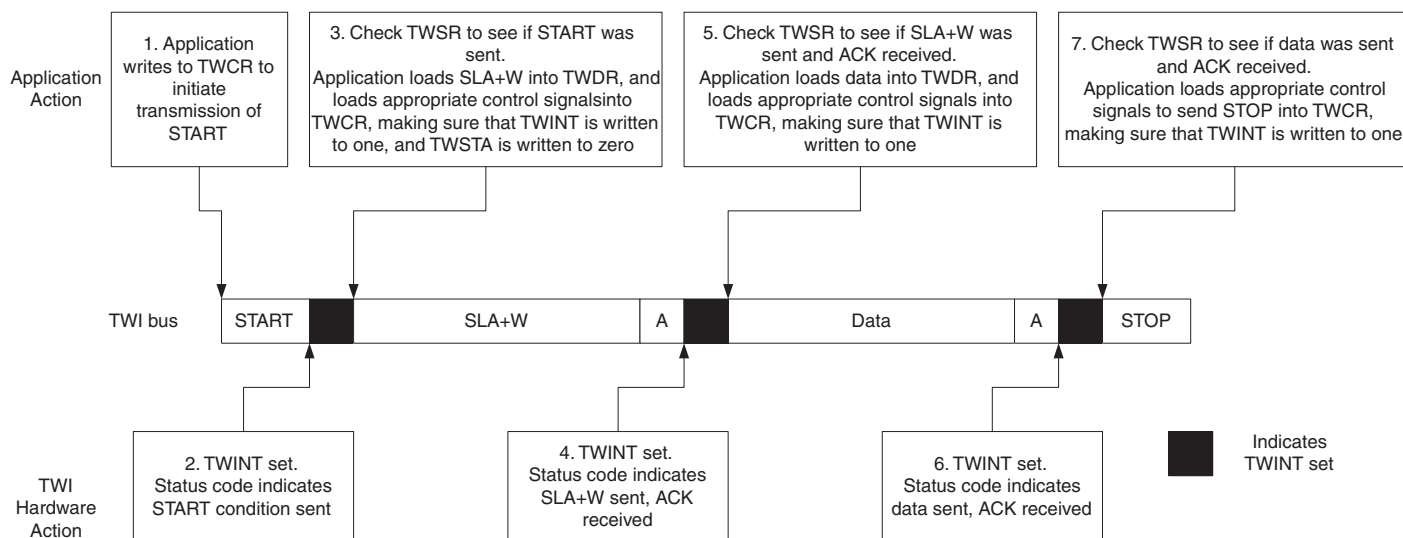 Application
Action
1. Application
writes to TWCR to
initiate
transmission of
START
3. Check TWSR to see if START was
sent.
Application loads SLA+W into TWDR, and
loads appropriate control signalsinto
TWCR, making sure that TWINT is written
to one, and TWSTA is written to zero
5. Check TWSR to see if SLA+W was
sent and ACK received.
Application loads data into TWDR, and
loads appropriate control signals into
TWCR, making sure that TWINT is
written to one
7. Check TWSR to see if data was sent
and ACK received.
Application loads appropriate control
signals to send STOP into TWCR,
making sure that TWINT is written to one
TWI bus
START
SLA+W
A
Data
A
STOP
TWI
Hardware
Action
2. TWINT set.
Status code indicates
START condition sent
4. TWINT set.
Status code indicates
SLA+W sent, ACK
received
6. TWINT set.
Status code indicates
data sent, ACK received
Indicates
TWINT set